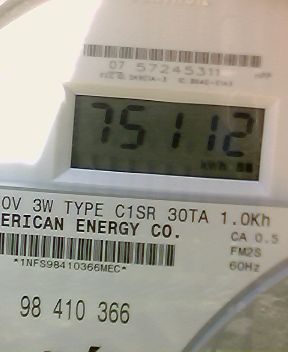 07 57245311
75112
kWh
0V 3W TYPE C1SR 30TA 1.0Kh
ERICAN ENERGY CO.
CA 0.5
FM2S
60Hz
*1NFS98410366MEC*
98 410 366